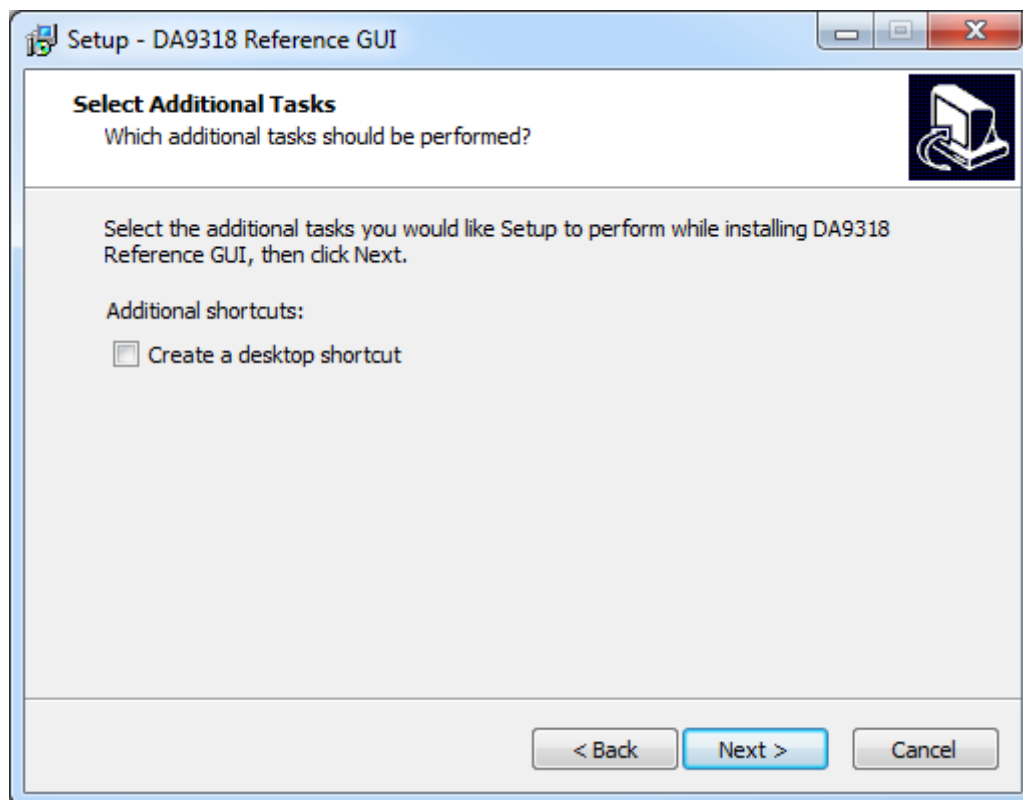 Setup - DA9318 Reference GUI
Select Additional Tasks
Which additional tasks should be performed?
Select the additional tasks you would like Setup to perform while installing DA9318
Reference GUI, then click Next.
Additional shortcuts:
Create a desktop shortcut
< Back Next > Cancel